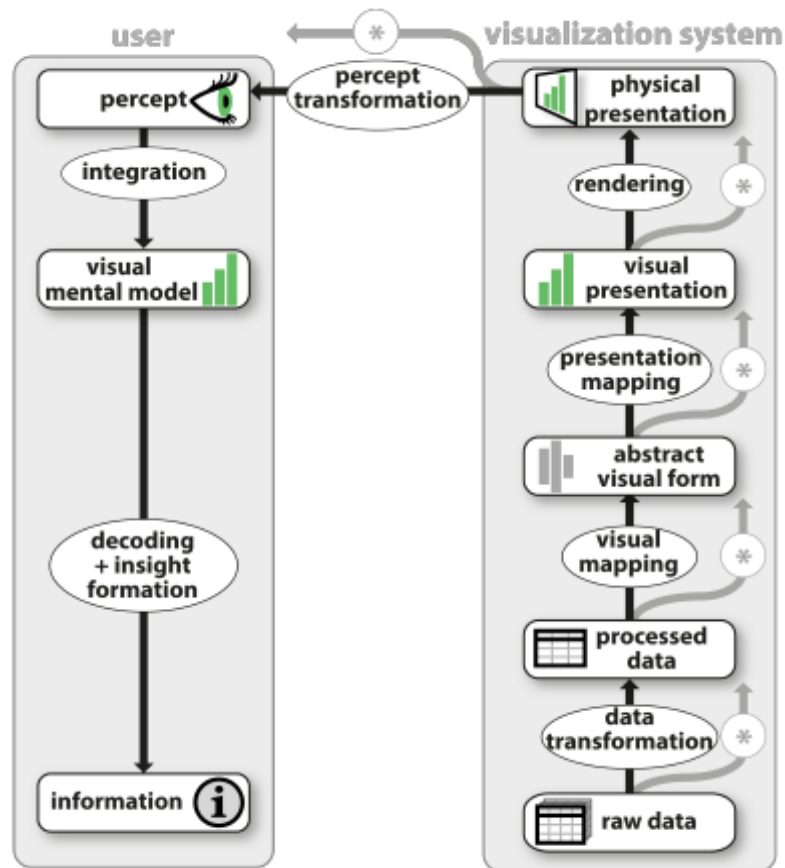 user
visualization system
*
percept
percept
transformation
physical
presentation
integration
rendering
*
visual
mental model
visual
presentation
presentation
mapping
*
abstract
visual form
decoding
+ insight
formation
visual
mapping
*
processed
data
data
transformation
*
information
i
raw data